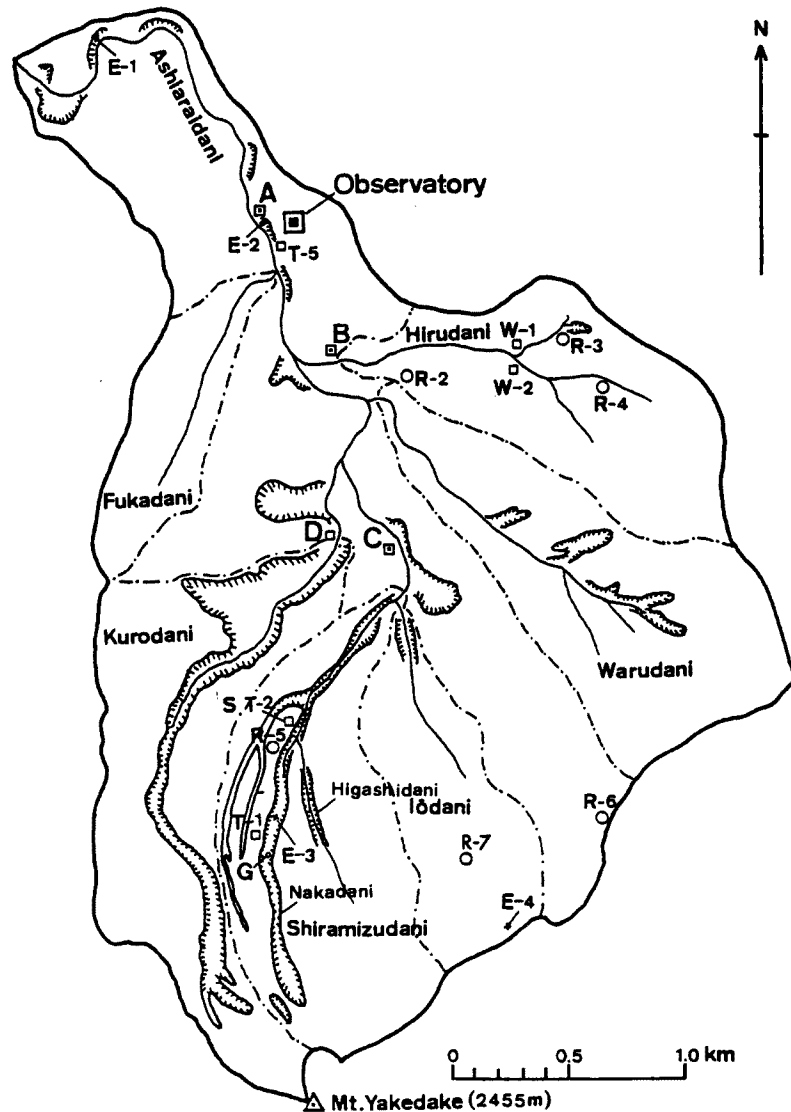 N
E-1
Ashiaraidani
A
Observatory
E-2
T-5
B
Hirudani
W-1
R-3
R-2
W-2
R-4
Fukadani
D
C
Kurodani
Warudani
S T-2
R-5
Higashidani
Iōdani
R-6
T-1
E-3
R-7
G
Nakadani
E-4
Shiramizudani
0 0.5 1.0 km
Mt. Yakedake (2455m)